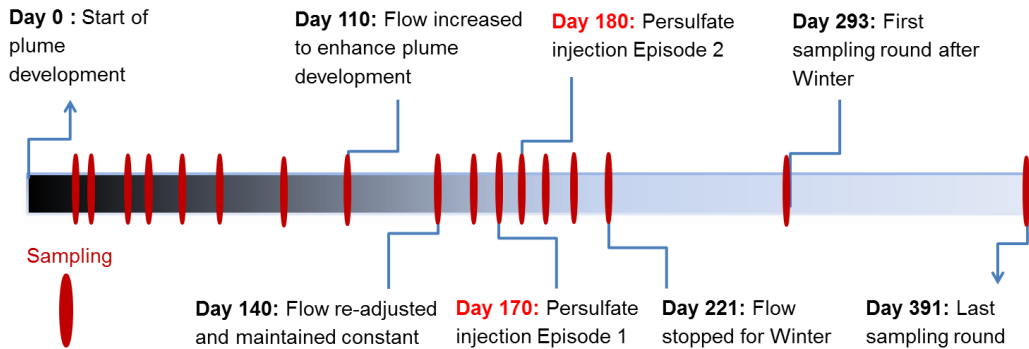 Day 0 : Start of
plume
development
Day 110: Flow increased
to enhance plume
development
Day 180: Persulfate
injection Episode 2
Day 293: First
sampling round after
Winter
Sampling
Day 140: Flow re-adjusted
and maintained constant
Day 170: Persulfate
injection Episode 1
Day 221: Flow
stopped for Winter
Day 391: Last
sampling round